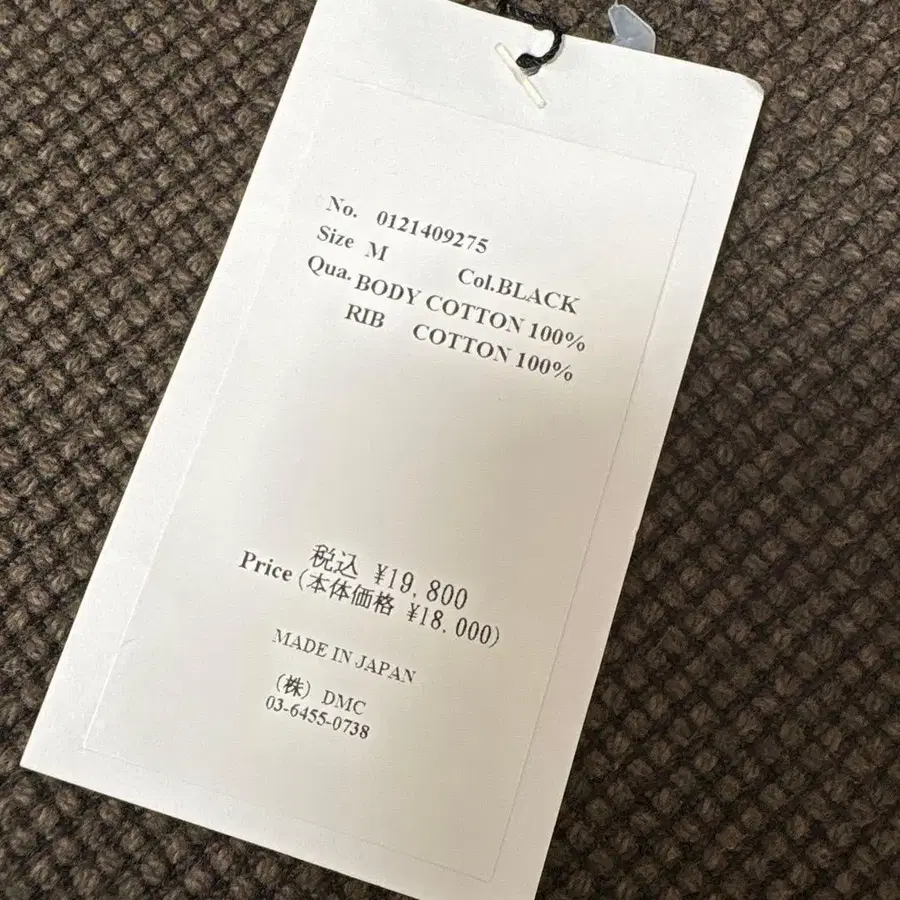 No. 0121409275
Size M Col.BLACK
Qua. BODY COTTON 100%
RIB COTTON 100%
税込 ¥19,800
Price (本体価格 ¥18,000)
MADE IN JAPAN
(株) DMC
03-6455-0738